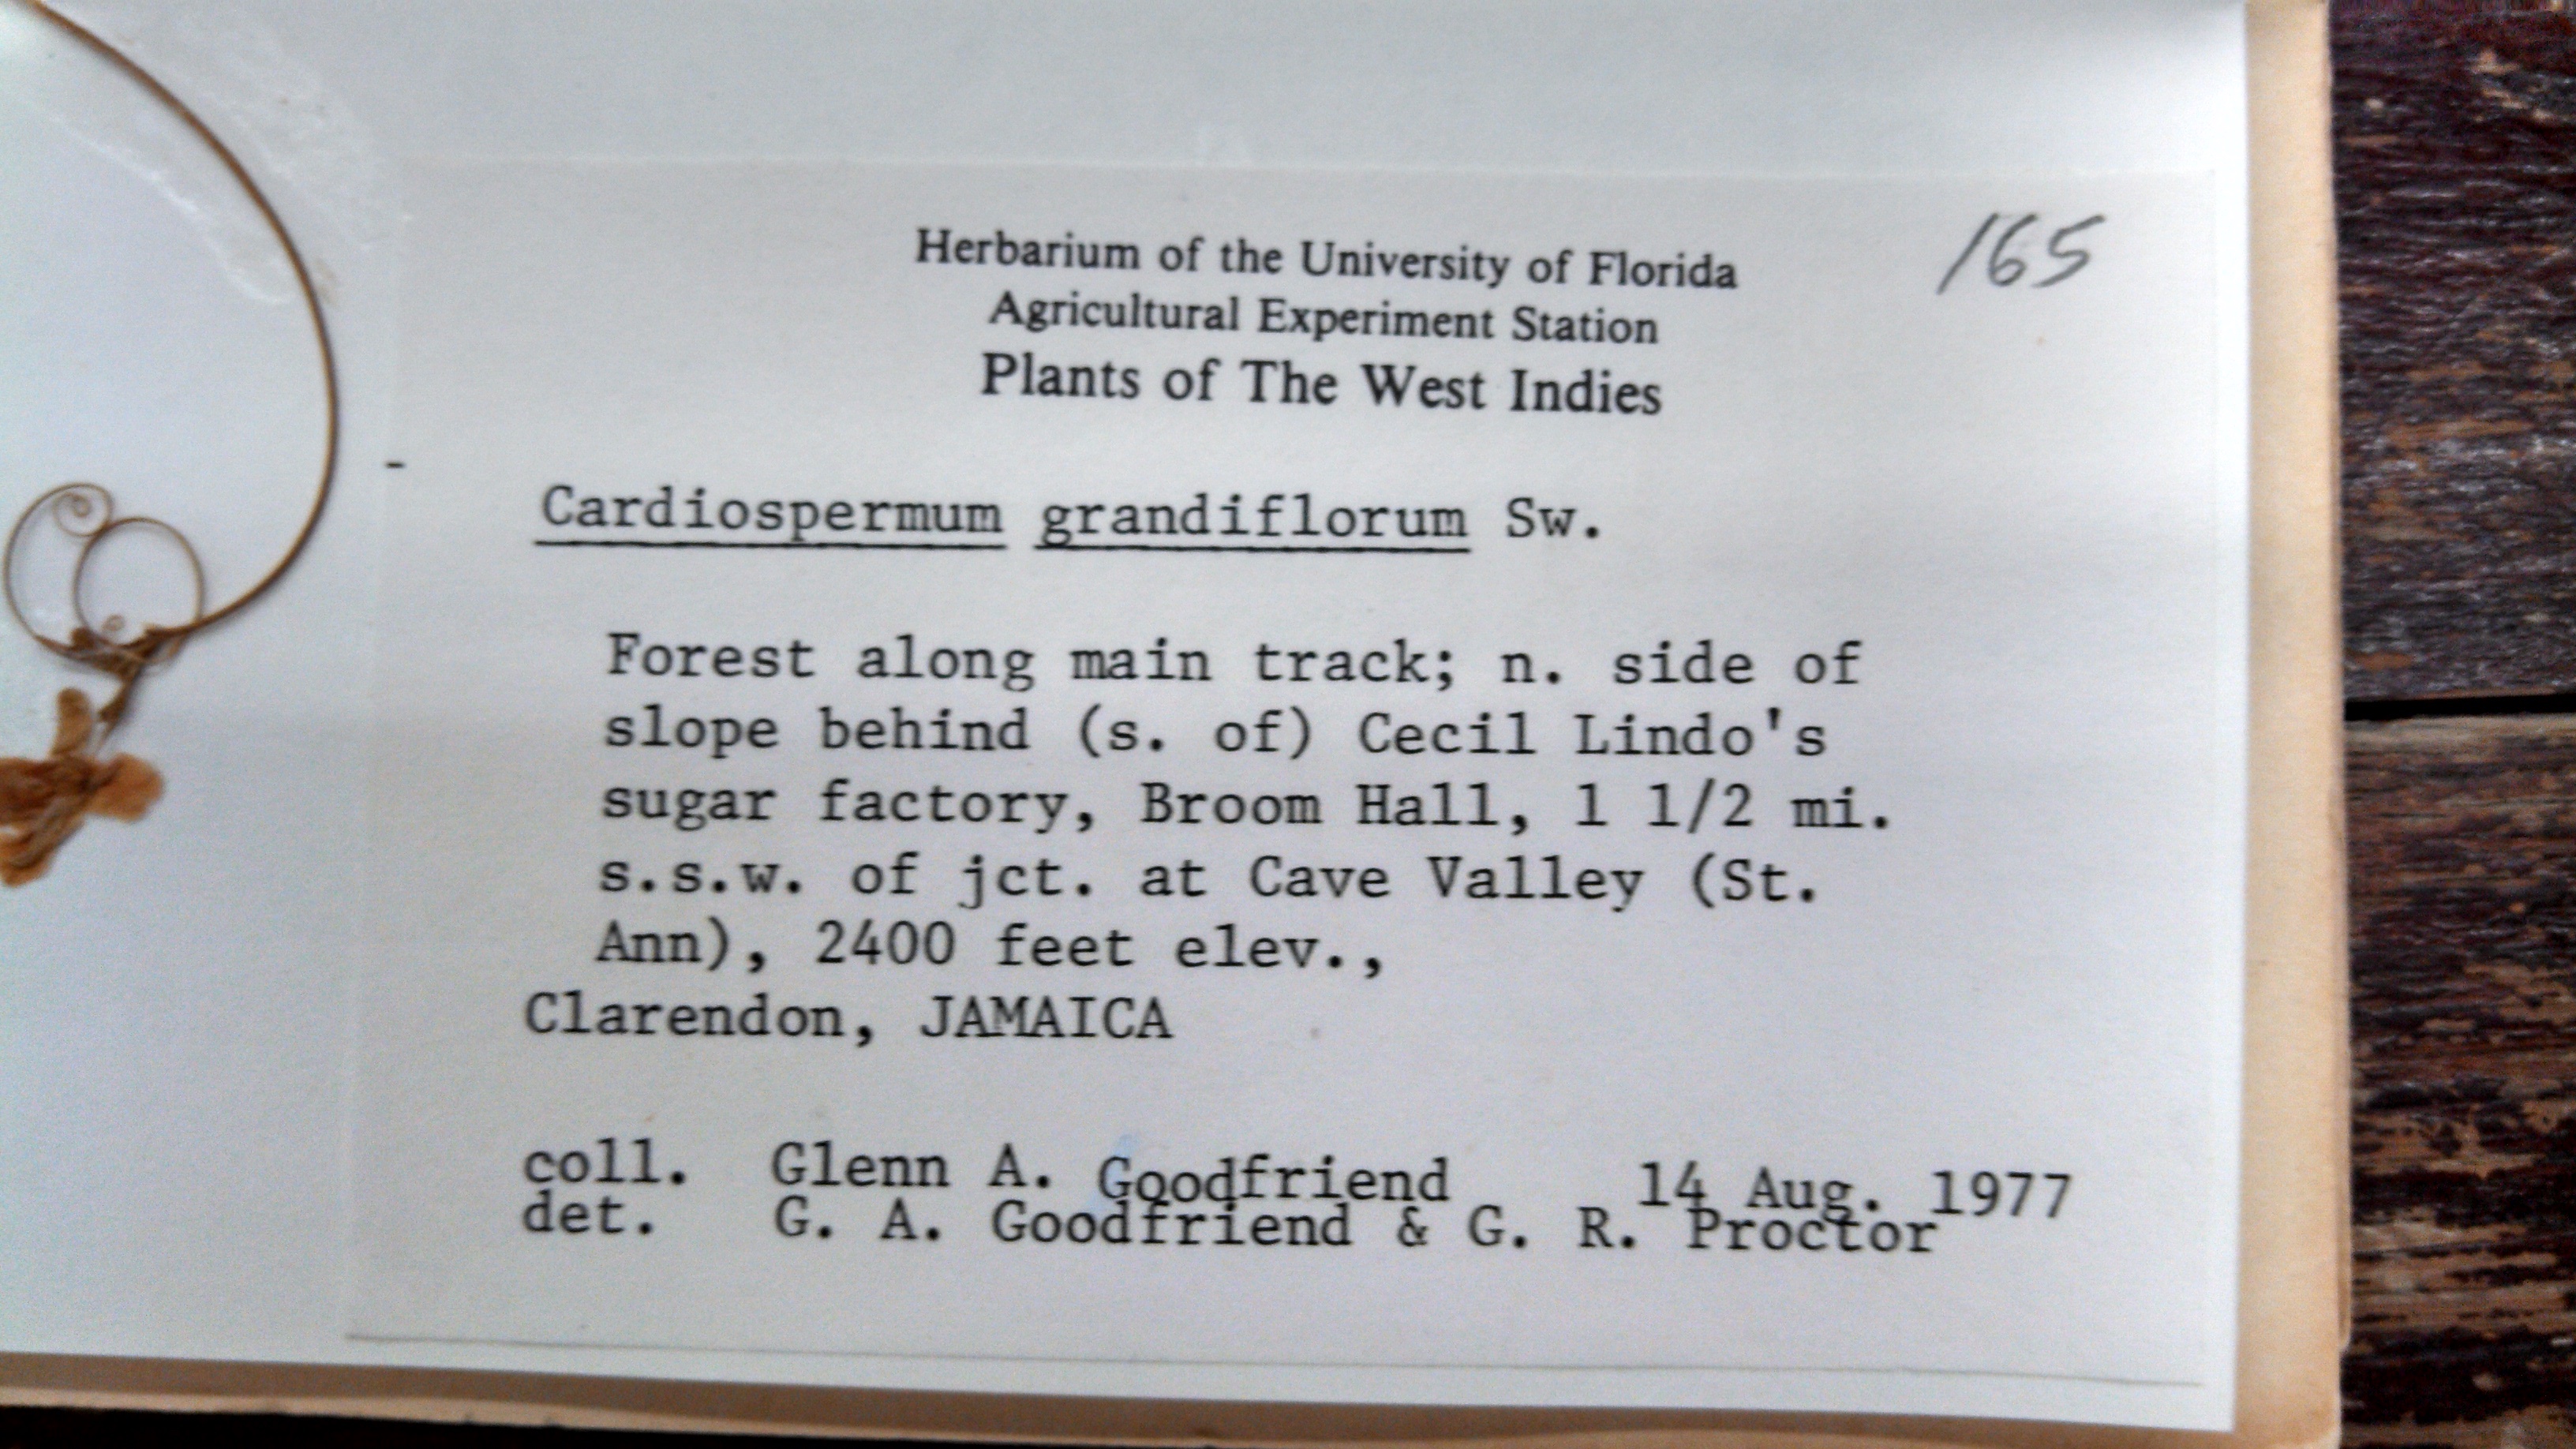 165
Herbarium of the University of Florida
Agricultural Experiment Station
Plants of The West Indies
Cardiospermum grandiflorum Sw.
Forest along main track; n. side of
slope behind (s. of) Cecil Lindo's
sugar factory, Broom Hall, 1 1/2 mi.
s.s.w. of jct. at Cave Valley (St.
Ann), 2400 feet elev.,
Clarendon, JAMAICA
coll. Glenn A. Goodfriend 14 Aug. 1977
det. G. A. Goodfriend & G. R. Proctor